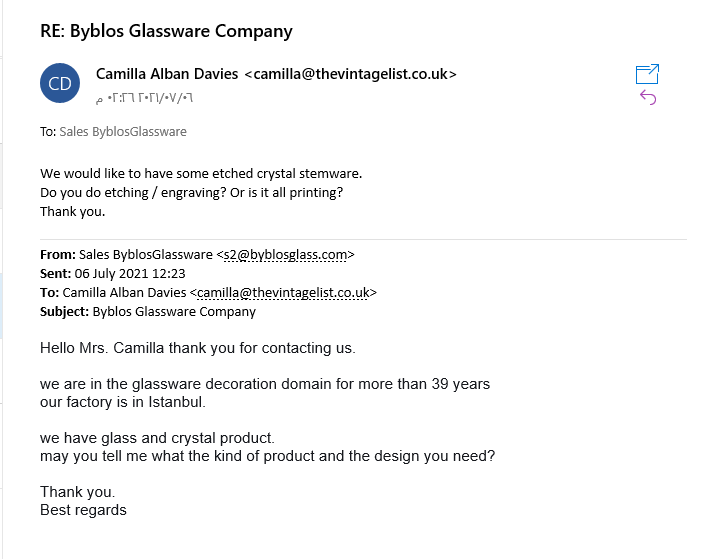 RE: Byblos Glassware Company
CD
Camilla Alban Davies <camilla@thevintagelist.co.uk>
٠٦/٠٧/٢٠٢١ ٠٢:٢٦ م
To: Sales ByblosGlassware
We would like to have some etched crystal stemware.
Do you do etching / engraving? Or is it all printing?
Thank you.
From: Sales ByblosGlassware <s2@byblosglass.com>
Sent: 06 July 2021 12:23
To: Camilla Alban Davies <camilla@thevintagelist.co.uk>
Subject: Byblos Glassware Company
Hello Mrs. Camilla thank you for contacting us.
we are in the glassware decoration domain for more than 39 years
our factory is in Istanbul.
we have glass and crystal product.
may you tell me what the kind of product and the design you need?
Thank you.
Best regards